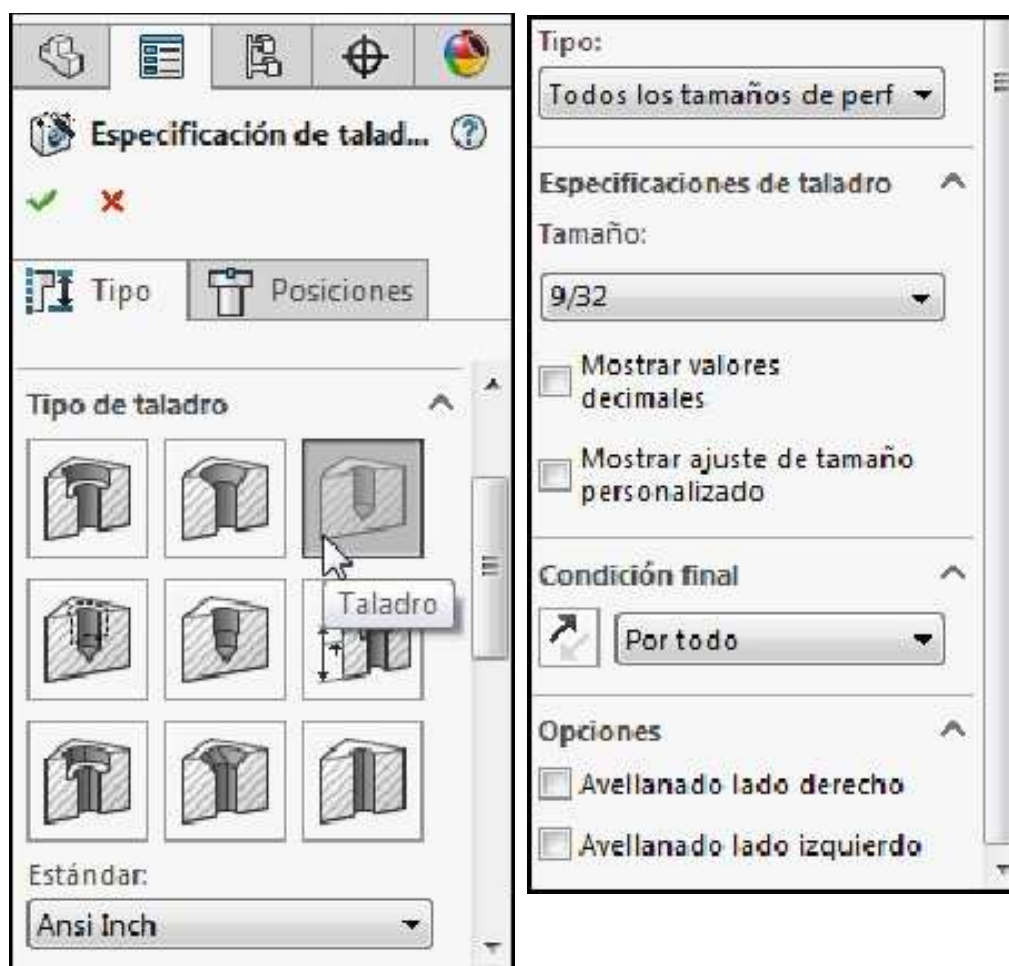 Especificación de talad...
Tipo
Posiciones
Tipo de taladro
Taladro
Estándar:
Ansi Inch
Tipo:
Todos los tamaños de perf
Especificaciones de taladro
Tamaño:
9/32
Mostrar valores
decimales
Mostrar ajuste de tamaño
personalizado
Condición final
Por todo
Opciones
Avellanado lado derecho
Avellanado lado izquierdo